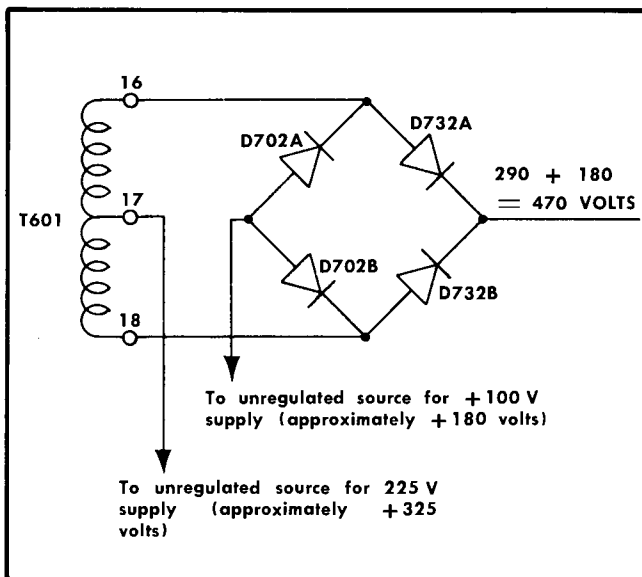 16
D702A
D732A
290 + 180
= 470 VOLTS
T601
17
D702B
D732B
18
To unregulated source for +100 V
supply (approximately +180 volts)
To unregulated source for 225 V
supply (approximately +325
volts)